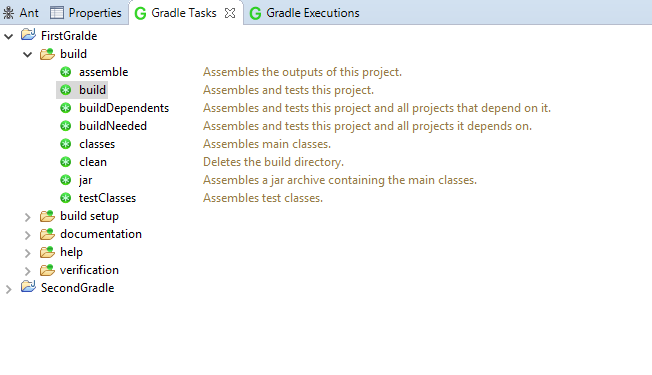 Ant Properties Gradle Tasks Gradle Executions
FirstGralde
build
assemble Assembles the outputs of this project.
build Assembles and tests this project.
buildDependents Assembles and tests this project and all projects that depend on it.
buildNeeded Assembles and tests this project and all projects it depends on.
classes Assembles main classes.
clean Deletes the build directory.
jar Assembles a jar archive containing the main classes.
testClasses Assembles test classes.
build setup
documentation
help
verification
SecondGradle